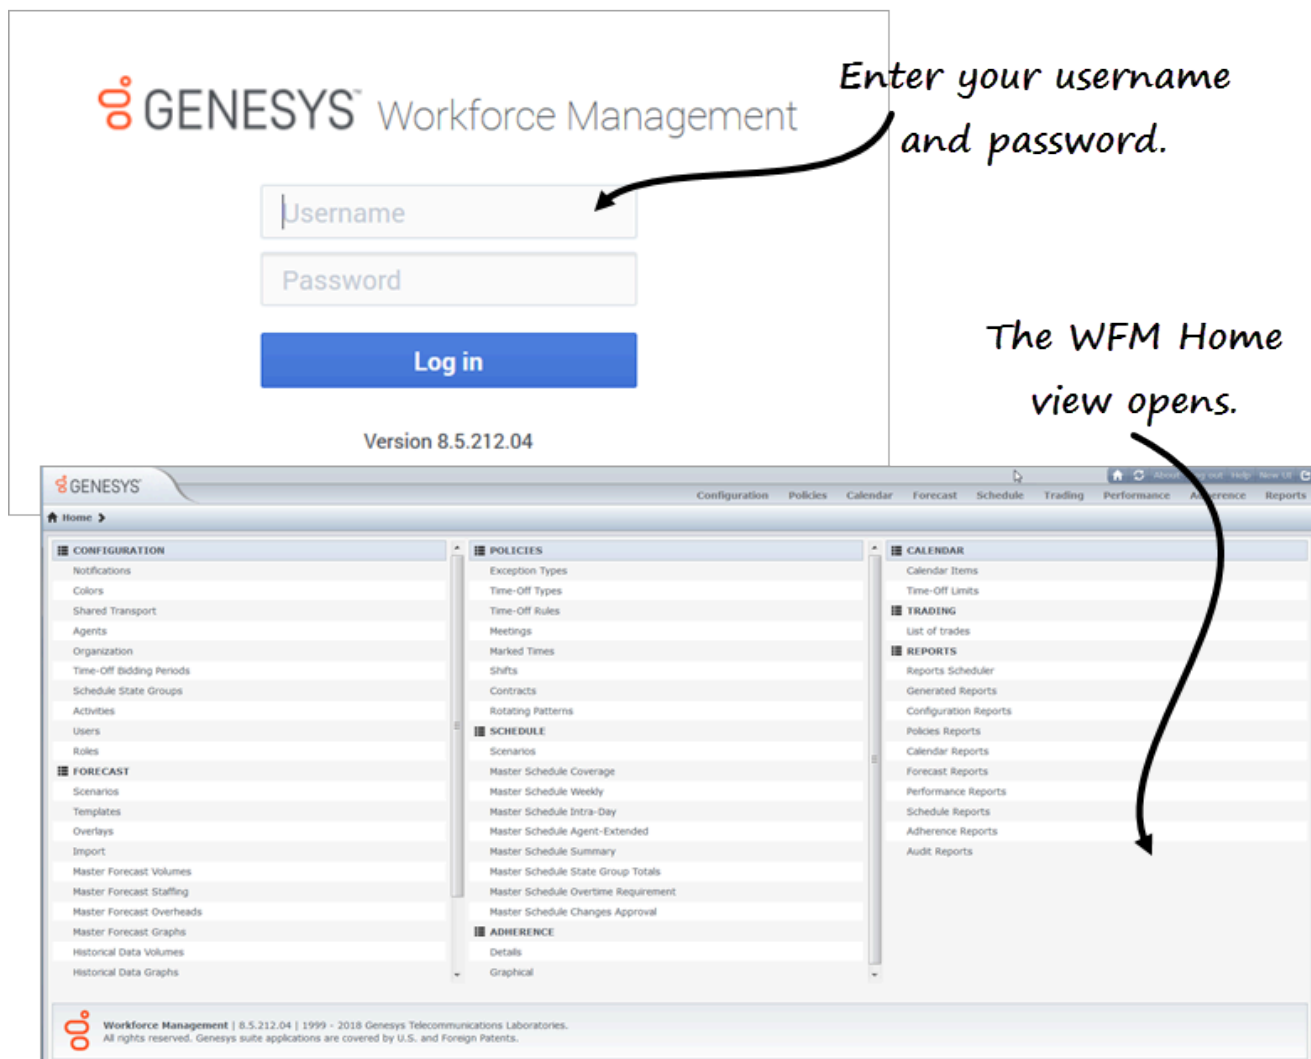 GENESYS™ Workforce Management
Enter your username
and password.
Username
Password
Log in
The WFM Home
view opens.
Version 8.5.212.04
GENESYS
About Log out Help New UI
Configuration Policies Calendar Forecast Schedule Trading Performance Adherence Reports
Home
CONFIGURATION
Notifications
Colors
Shared Transport
Agents
Organization
Time-Off Bidding Periods
Schedule State Groups
Activities
Users
Roles
FORECAST
Scenarios
Templates
Overlays
Import
Master Forecast Volumes
Master Forecast Staffing
Master Forecast Overheads
Master Forecast Graphs
Historical Data Volumes
Historical Data Graphs
POLICIES
Exception Types
Time-Off Types
Time-Off Rules
Meetings
Marked Times
Shifts
Contracts
Rotating Patterns
SCHEDULE
Scenarios
Master Schedule Coverage
Master Schedule Weekly
Master Schedule Intra-Day
Master Schedule Agent-Extended
Master Schedule Summary
Master Schedule State Group Totals
Master Schedule Overtime Requirement
Master Schedule Changes Approval
ADHERENCE
Details
Graphical
CALENDAR
Calendar Items
Time-Off Limits
TRADING
List of trades
REPORTS
Reports Scheduler
Generated Reports
Configuration Reports
Policies Reports
Calendar Reports
Forecast Reports
Performance Reports
Schedule Reports
Adherence Reports
Audit Reports
Workforce Management | 8.5.212.04 | 1999 - 2018 Genesys Telecommunications Laboratories.
All rights reserved. Genesys suite applications are covered by U.S. and Foreign Patents.